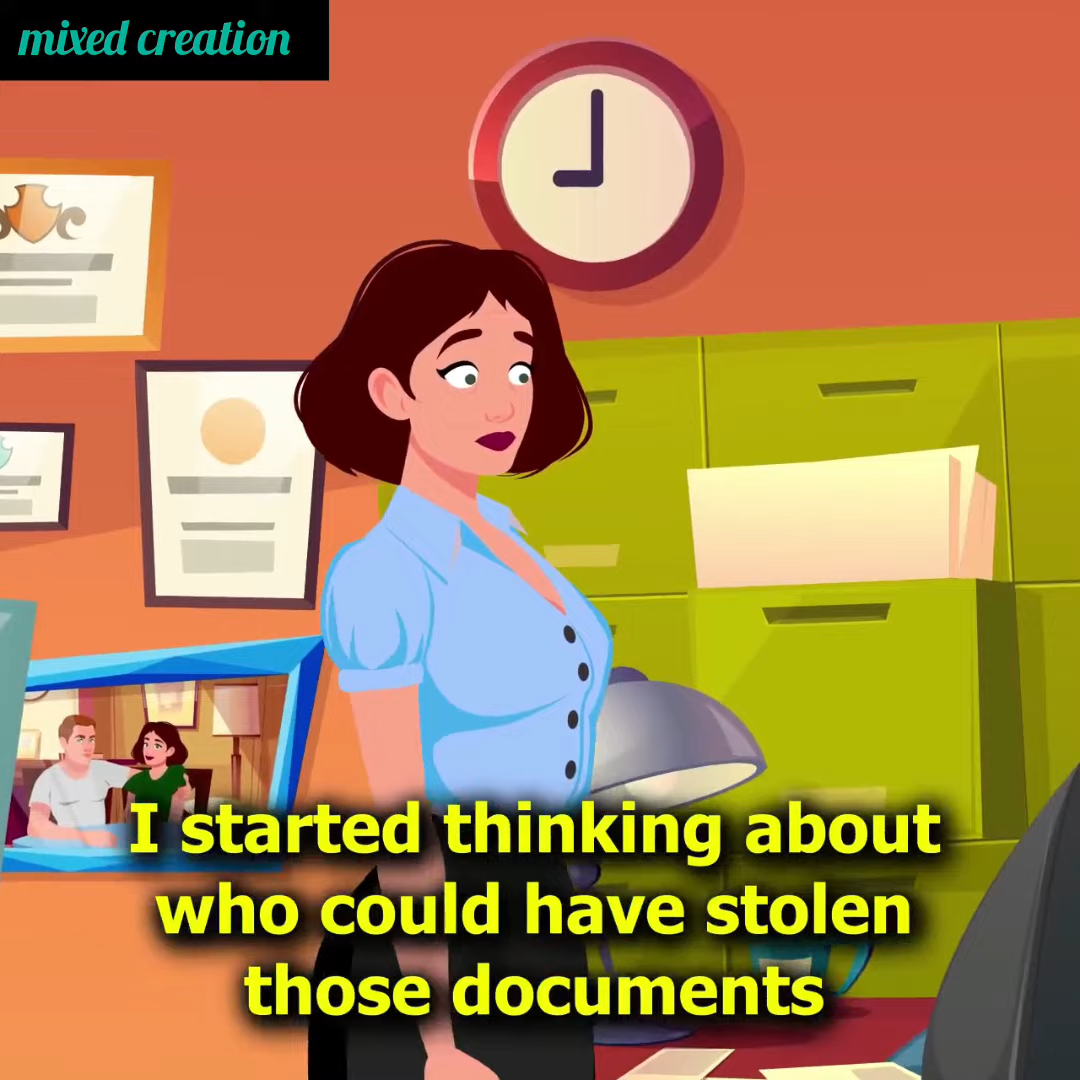 mixed creation
I started thinking about
who could have stolen
those documents